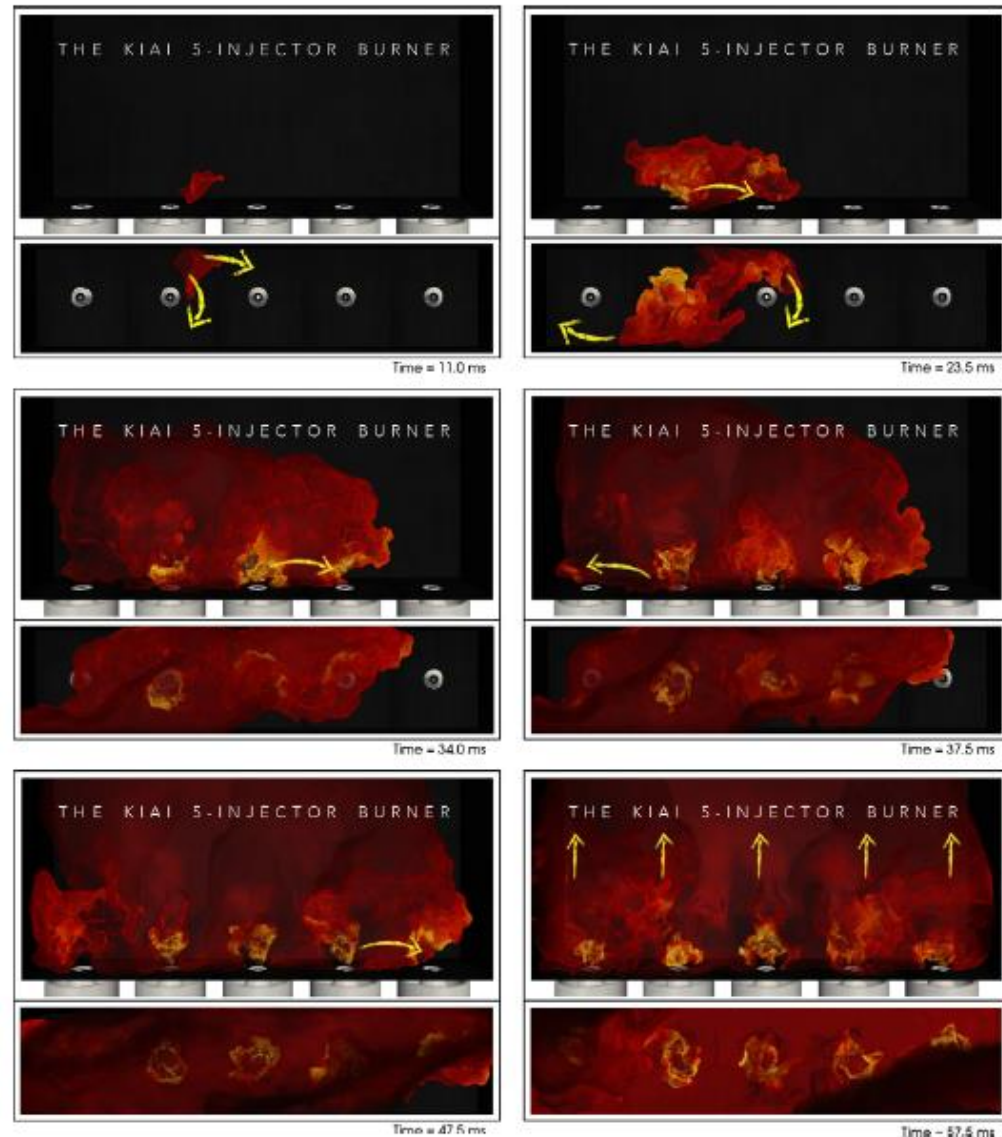 THE KIAI 5-INJECTOR BURNER
THE KIAI 5-INJECTOR BURNER
Time = 11.0 ms
Time = 23.5 ms
THE KIAI 5-INJECTOR BURNER
THE KIAI 5-INJECTOR BURNER
Time = 34.0 ms
Time = 37.5 ms
THE KIAI 5-INJECTOR BURNER
THE KIAI 5-INJECTOR BURNER
Time = 47.5 ms
Time = 57.5 ms